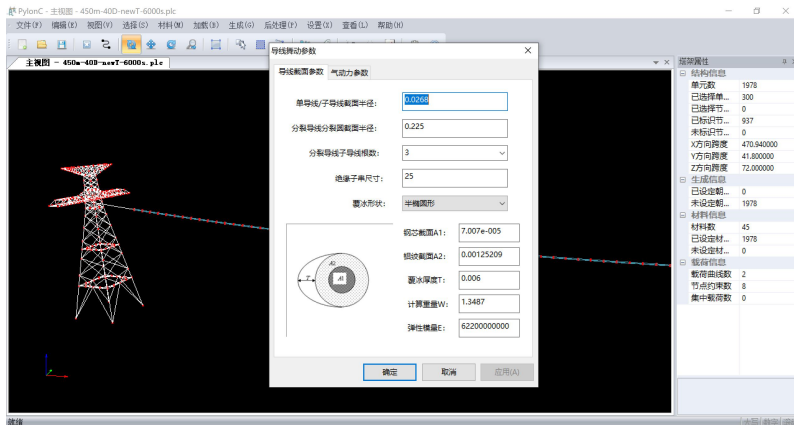 PylonC - 主视图 - 450m-40D-newT-6000s.plc
文件(F) 编辑(E) 视图(V) 选择(S) 材料(M) 加载(B) 生成(G) 后处理(P) 设置(X) 查看(L) 帮助(H)
主视图 - 450m-40D-newT-6000s.plc
导线舞动参数
导线截面参数 气动力参数
单导线/子导线截面半径: 0.0268
分裂导线分裂圆截面半径: 0.225
分裂导线子导线根数: 3
绝缘子串尺寸: 25
覆冰形状: 半椭圆形
钢芯截面A1: 7.007e-005
铝绞截面A2: 0.00125209
覆冰厚度T: 0.006
计算重量W: 1.3487
弹性模量E: 62200000000
A2
A1
T
确定 取消 应用(A)
塔架属性
结构信息
单元数 1978
已选择单... 300
已选择节... 0
已标识节... 937
未标识节... 0
X方向跨度 470.940000
Y方向跨度 41.800000
Z方向跨度 72.000000
生成信息
已设定朝... 0
未设定朝... 1978
材料信息
材料数 45
已设定材... 1978
未设定材... 0
载荷信息
载荷曲线数 2
节点约束数 8
集中载荷数 0
就绪
大写 数字